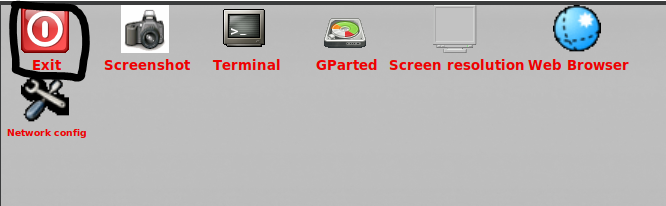 Exit
Screenshot
Terminal
GParted
Screen resolution
Web Browser
Network config
>_